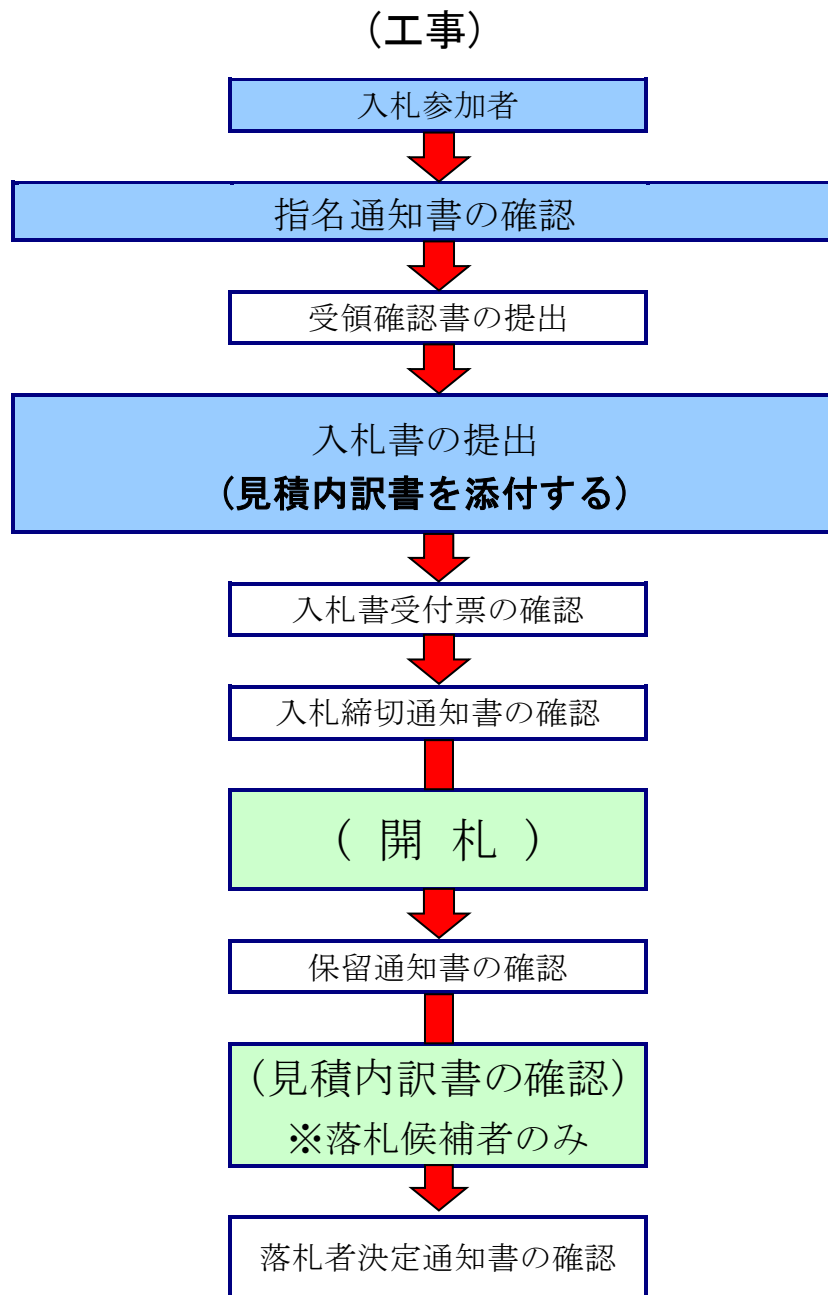 (工事)
入札参加者
指名通知書の確認
受領確認書の提出
入札書の提出
(見積内訳書を添付する)
入札書受付票の確認
入札締切通知書の確認
( 開 札 )
保留通知書の確認
(見積内訳書の確認)
※落札候補者のみ
落札者決定通知書の確認